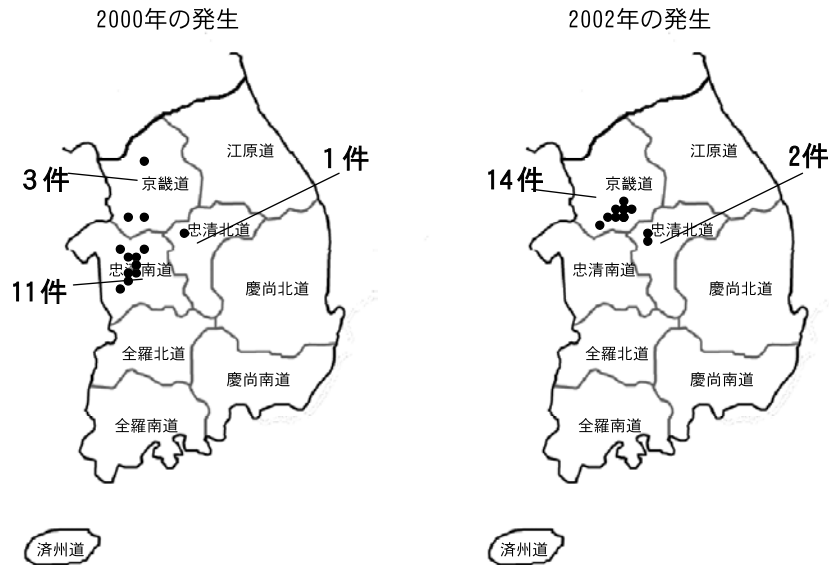 2000年の発生
江原道
1件
3件
京畿道
忠清北道
忠清南道
11件
慶尚北道
全羅北道
慶尚南道
全羅南道
済州道
2002年の発生
江原道
2件
14件
京畿道
忠清北道
忠清南道
慶尚北道
全羅北道
慶尚南道
全羅南道
済州道